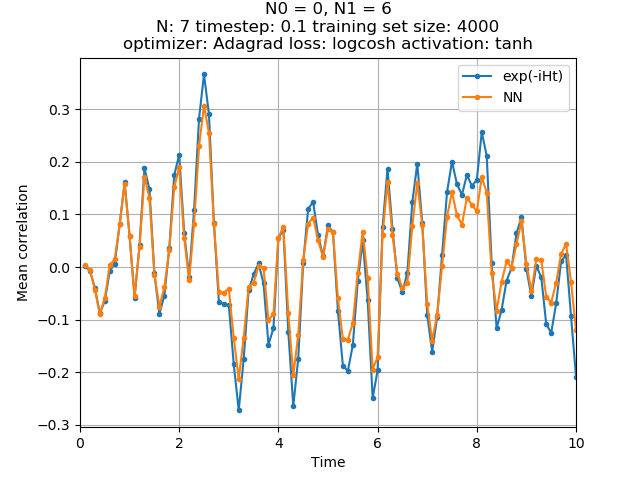 N0 = 0, N1 = 6
N: 7 timestep: 0.1 training set size: 4000
optimizer: Adagrad loss: logcosh activation: tanh
exp(-iHt)
NN
Mean correlation
0.3
0.2
0.1
0.0
−0.1
−0.2
−0.3
0
2
4
6
8
10
Time